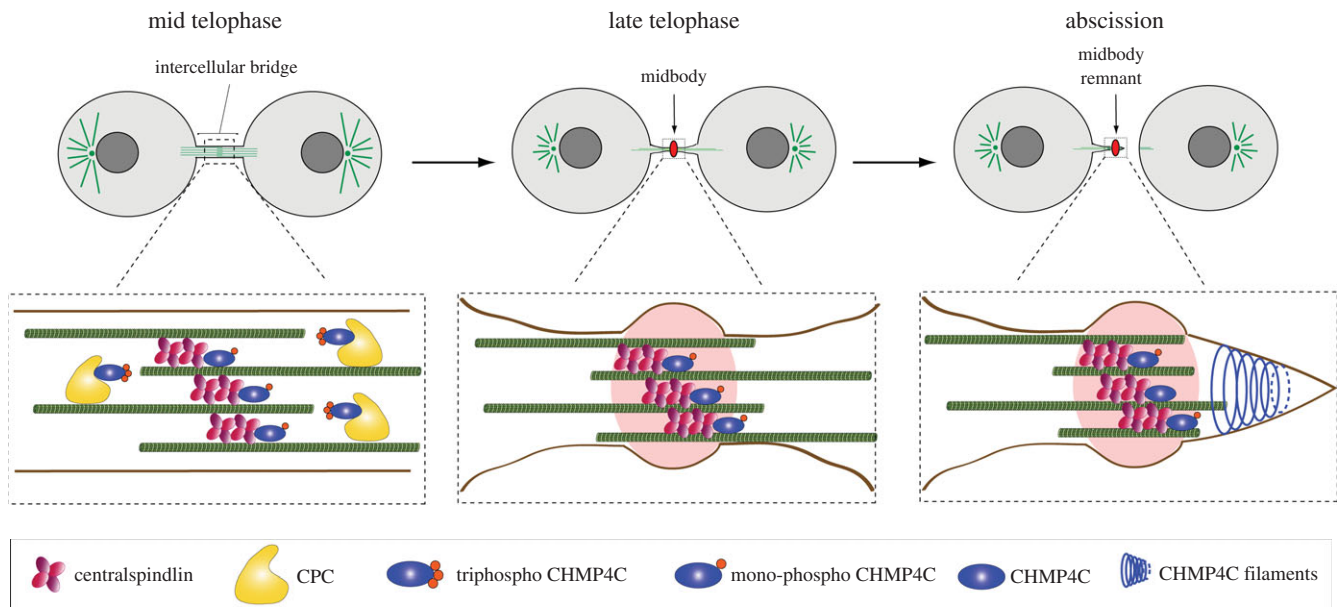 mid telophase
late telophase
abscission
intercellular bridge
midbody
midbody
remnant
centralspindlin
CPC
triphospho CHMP4C
mono-phospho CHMP4C
CHMP4C
CHMP4C filaments